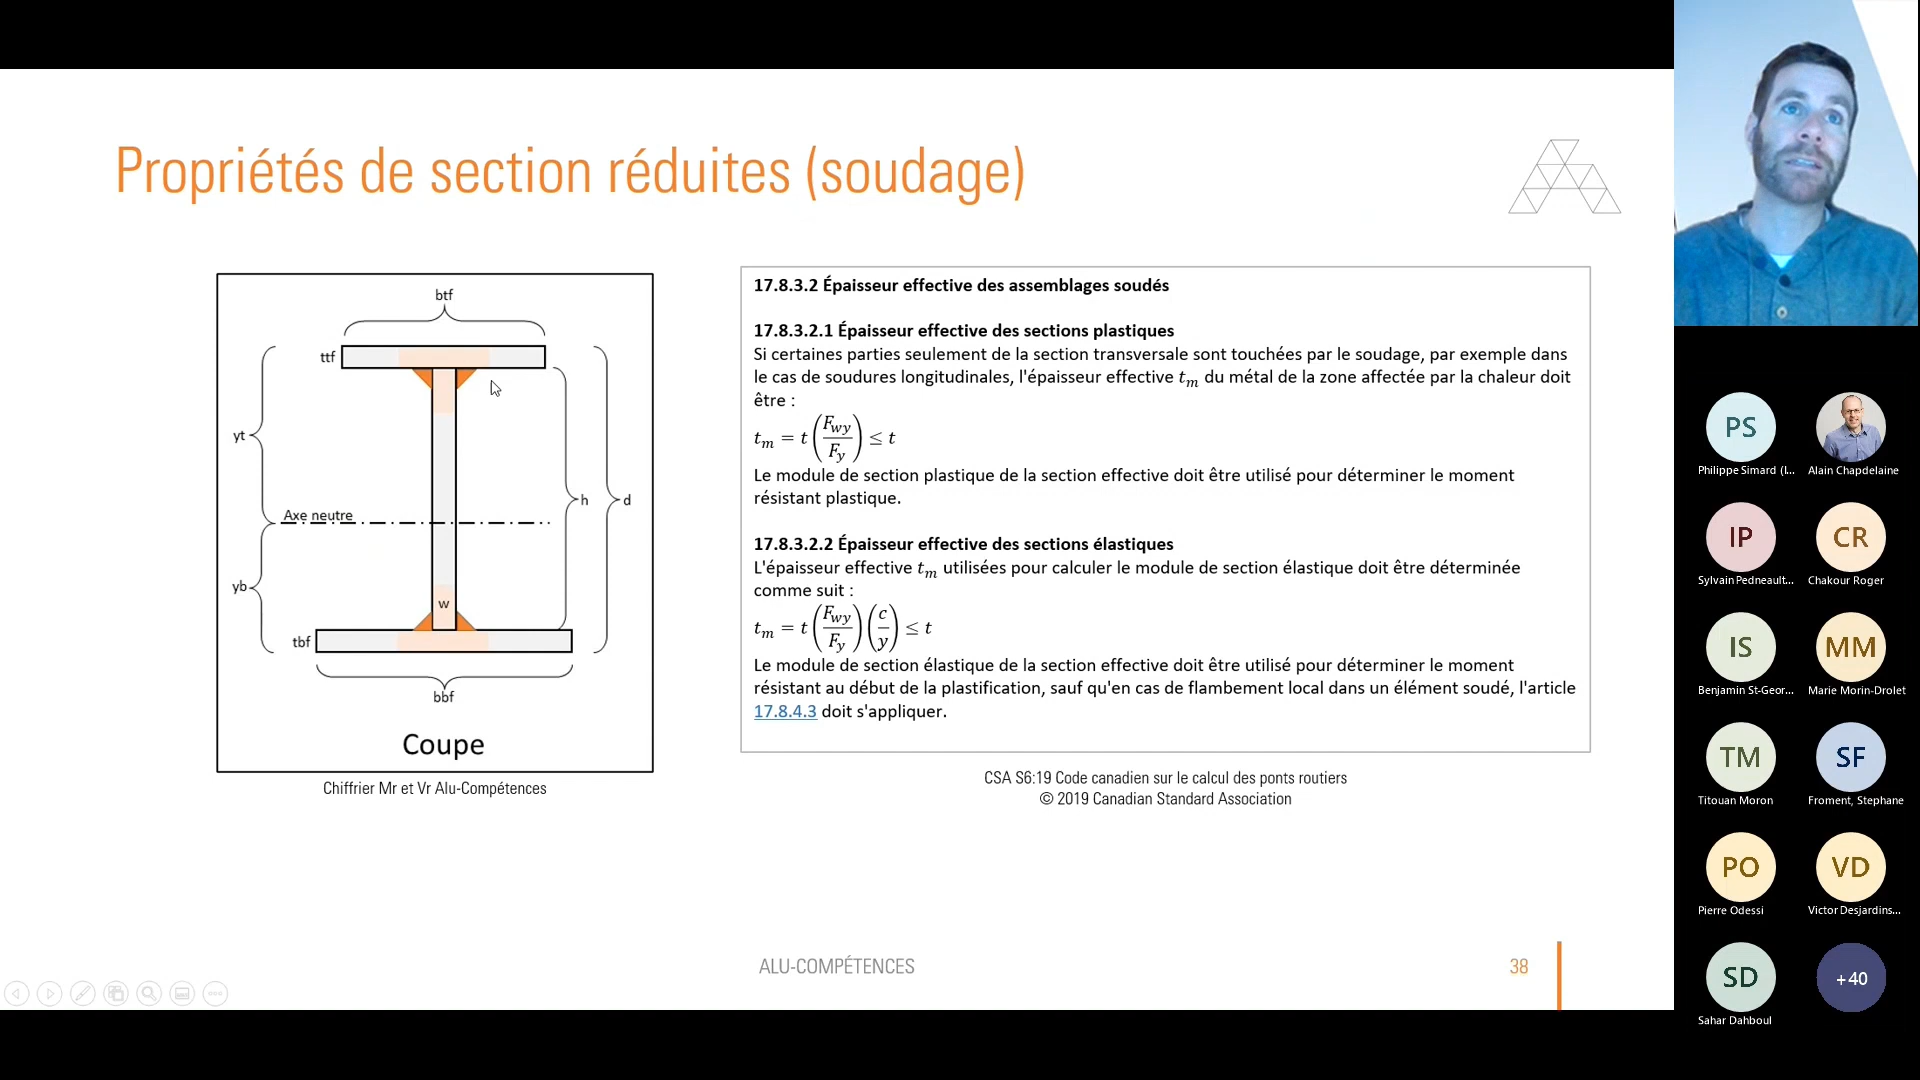 Propriétés de section réduites (soudage)
btf
ttf
yt
h
d
Axe neutre
yb
w
tbf
bbf
Coupe
Chiffrier Mr et Vr Alu-Compétences
17.8.3.2 Épaisseur effective des assemblages soudés
17.8.3.2.1 Épaisseur effective des sections plastiques
Si certaines parties seulement de la section transversale sont touchées par le soudage, par exemple dans
le cas de soudures longitudinales, l'épaisseur effective tₘ du métal de la zone affectée par la chaleur doit
être :
tₘ = t (F_wy / F_y) ≤ t
Le module de section plastique de la section effective doit être utilisé pour déterminer le moment
résistant plastique.
17.8.3.2.2 Épaisseur effective des sections élastiques
L'épaisseur effective tₘ utilisées pour calculer le module de section élastique doit être déterminée
comme suit :
tₘ = t (F_wy / F_y) (c / y) ≤ t
Le module de section élastique de la section effective doit être utilisé pour déterminer le moment
résistant au début de la plastification, sauf qu'en cas de flambement local dans un élément soudé, l'article
17.8.4.3 doit s'appliquer.
CSA S6:19 Code canadien sur le calcul des ponts routiers
© 2019 Canadian Standard Association
ALU-COMPÉTENCES
38
PS
Philippe Simard (I...
Alain Chapdelaine
IP
Sylvain Pedneault...
CR
Chakour Roger
IS
Benjamin St-Geor...
MM
Marie Morin-Drolet
TM
Titouan Moron
SF
Froment, Stephane
PO
Pierre Odessi
VD
Victor Desjardins...
SD
Sahar Dahboul
+40